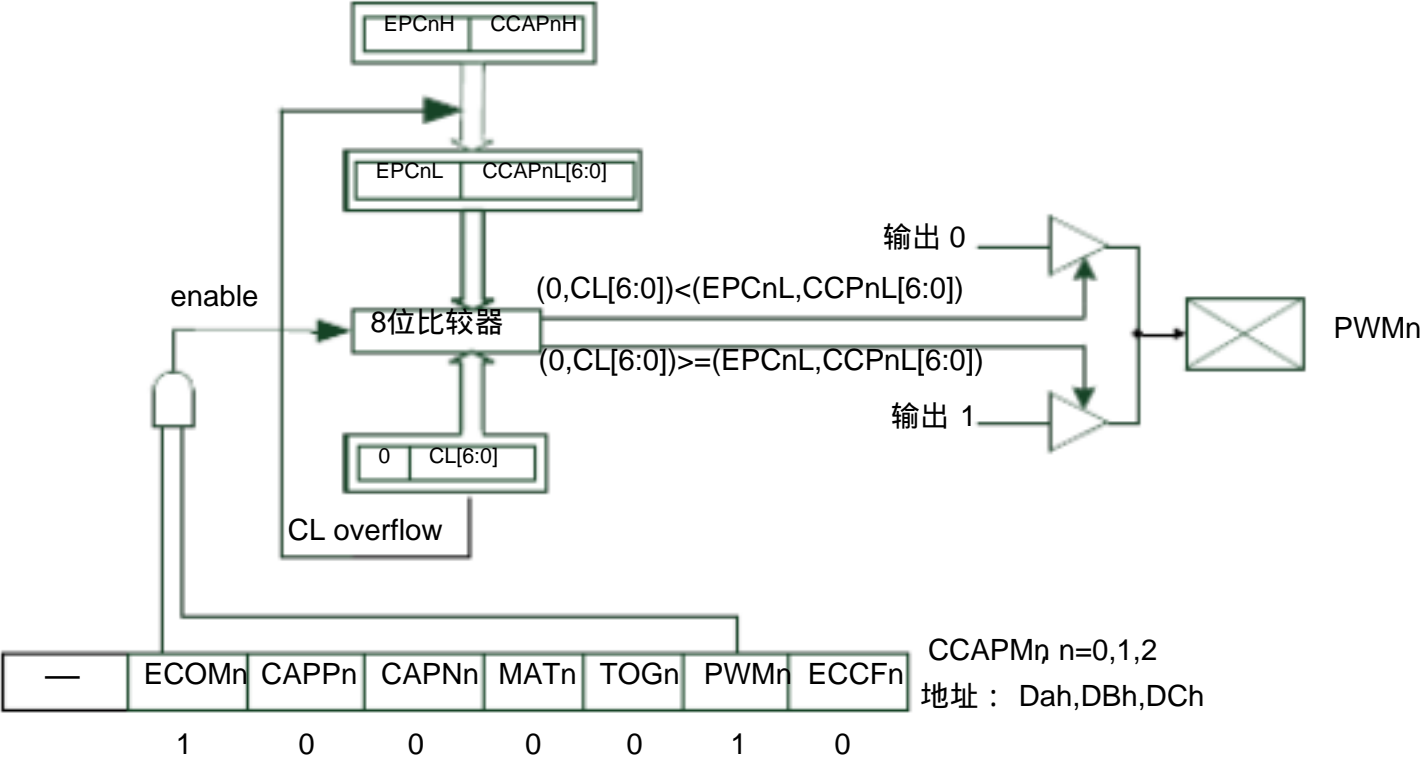 EPCnH CCAPnH
EPCnL CCAPnL[6:0]
输出 0
(0,CL[6:0])<(EPCnL,CCPnL[6:0])
enable
8位比较器
PWMn
(0,CL[6:0])>=(EPCnL,CCPnL[6:0])
输出 1
0 CL[6:0]
CL overflow
CCAPMn, n=0,1,2
— ECOMn CAPPn CAPNn MATn TOGn PWMn ECCFn
地址： Dah,DBh,DCh
1 0 0 0 0 1 0